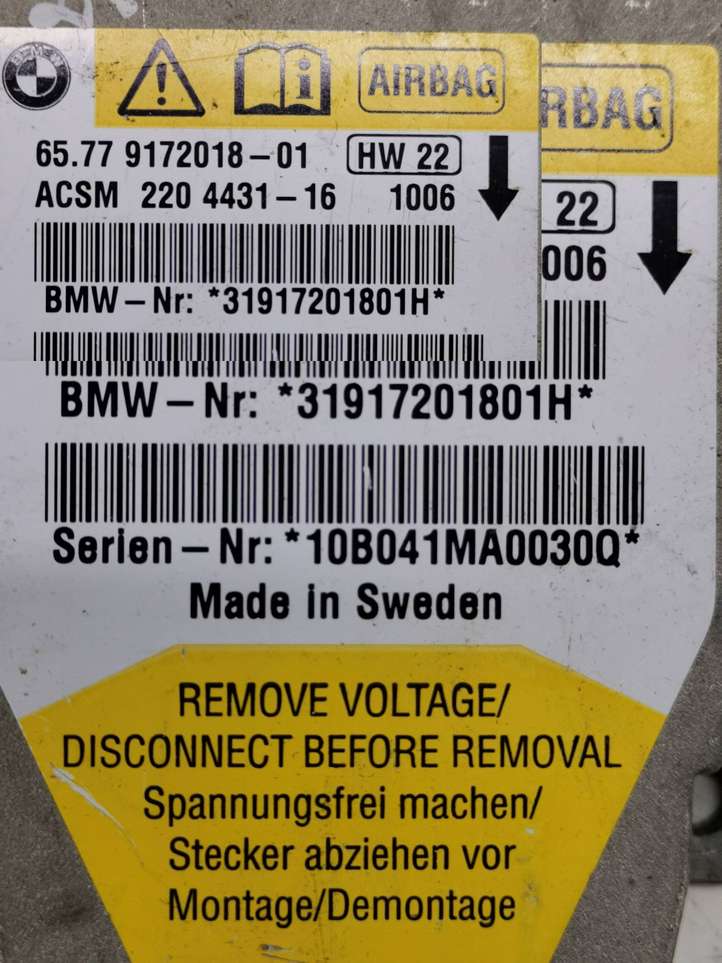 BMW
AIRBAG
RBAG
65.77 9172018-01 HW 22
ACSM 220 4431-16 1006
22
006
BMW-Nr: *31917201801H*
BMW-Nr: *31917201801H*
Serien-Nr: *10B041MA0030Q*
Made in Sweden
REMOVE VOLTAGE/
DISCONNECT BEFORE REMOVAL
Spannungsfrei machen/
Stecker abziehen vor
Montage/Demontage